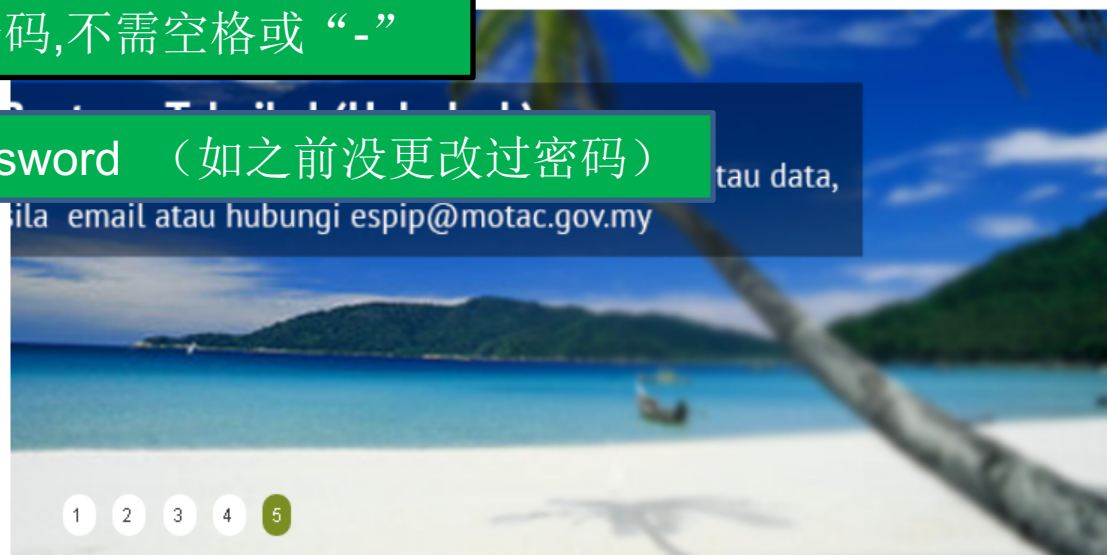 码,不需空格或“-”
sword （如之前没更改过密码）
tau data,
sila email atau hubungi espip@motac.gov.my
1 2 3 4 5